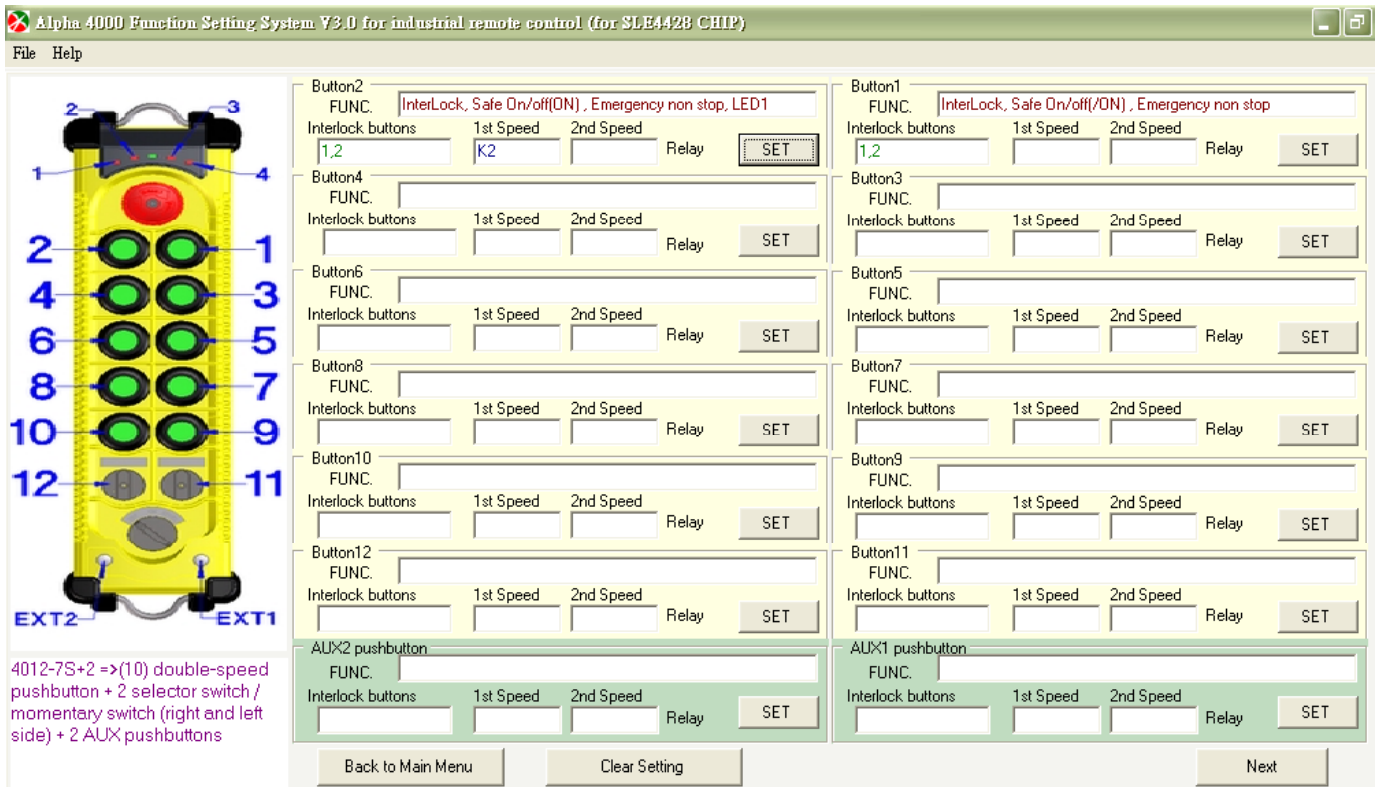 Alpha 4000 Function Setting System V3.0 for industrial remote control (for SLE4428 CHIP)
File Help
2 3
1 4
2 1
4 3
6 5
8 7
10 9
12 11
EXT2 EXT1
4012-7S+2 =>(10) double-speed
pushbutton + 2 selector switch /
momentary switch (right and left
side) + 2 AUX pushbuttons
Button2
FUNC. InterLock, Safe On/off(ON) , Emergency non stop, LED1
Interlock buttons 1st Speed 2nd Speed
1,2 K2 Relay SET
Button1
FUNC. InterLock, Safe On/off(/ON) , Emergency non stop
Interlock buttons 1st Speed 2nd Speed
1,2 Relay SET
Button4
FUNC.
Interlock buttons 1st Speed 2nd Speed
Relay SET
Button3
FUNC.
Interlock buttons 1st Speed 2nd Speed
Relay SET
Button6
FUNC.
Interlock buttons 1st Speed 2nd Speed
Relay SET
Button5
FUNC.
Interlock buttons 1st Speed 2nd Speed
Relay SET
Button8
FUNC.
Interlock buttons 1st Speed 2nd Speed
Relay SET
Button7
FUNC.
Interlock buttons 1st Speed 2nd Speed
Relay SET
Button10
FUNC.
Interlock buttons 1st Speed 2nd Speed
Relay SET
Button9
FUNC.
Interlock buttons 1st Speed 2nd Speed
Relay SET
Button12
FUNC.
Interlock buttons 1st Speed 2nd Speed
Relay SET
Button11
FUNC.
Interlock buttons 1st Speed 2nd Speed
Relay SET
AUX2 pushbutton
FUNC.
Interlock buttons 1st Speed 2nd Speed
Relay SET
AUX1 pushbutton
FUNC.
Interlock buttons 1st Speed 2nd Speed
Relay SET
Back to Main Menu Clear Setting Next